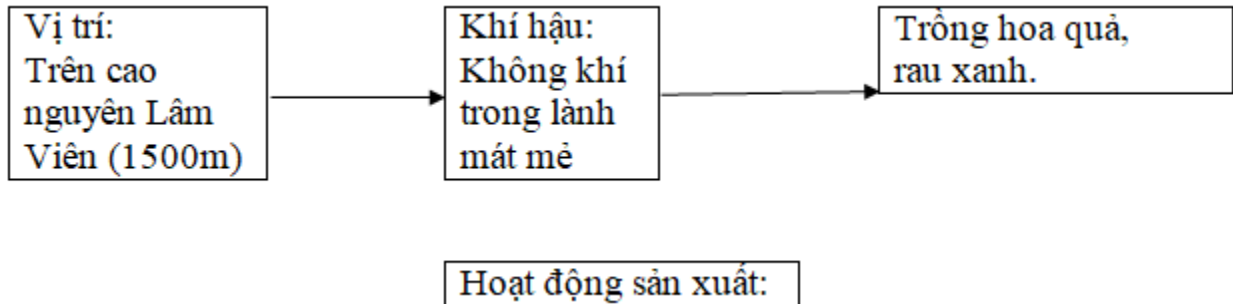 Vị trí:
Trên cao
nguyên Lâm
Viên (1500m)
Khí hậu:
Không khí
trong lành
mát mẻ
Trồng hoa quả,
rau xanh.
Hoạt động sản xuất: